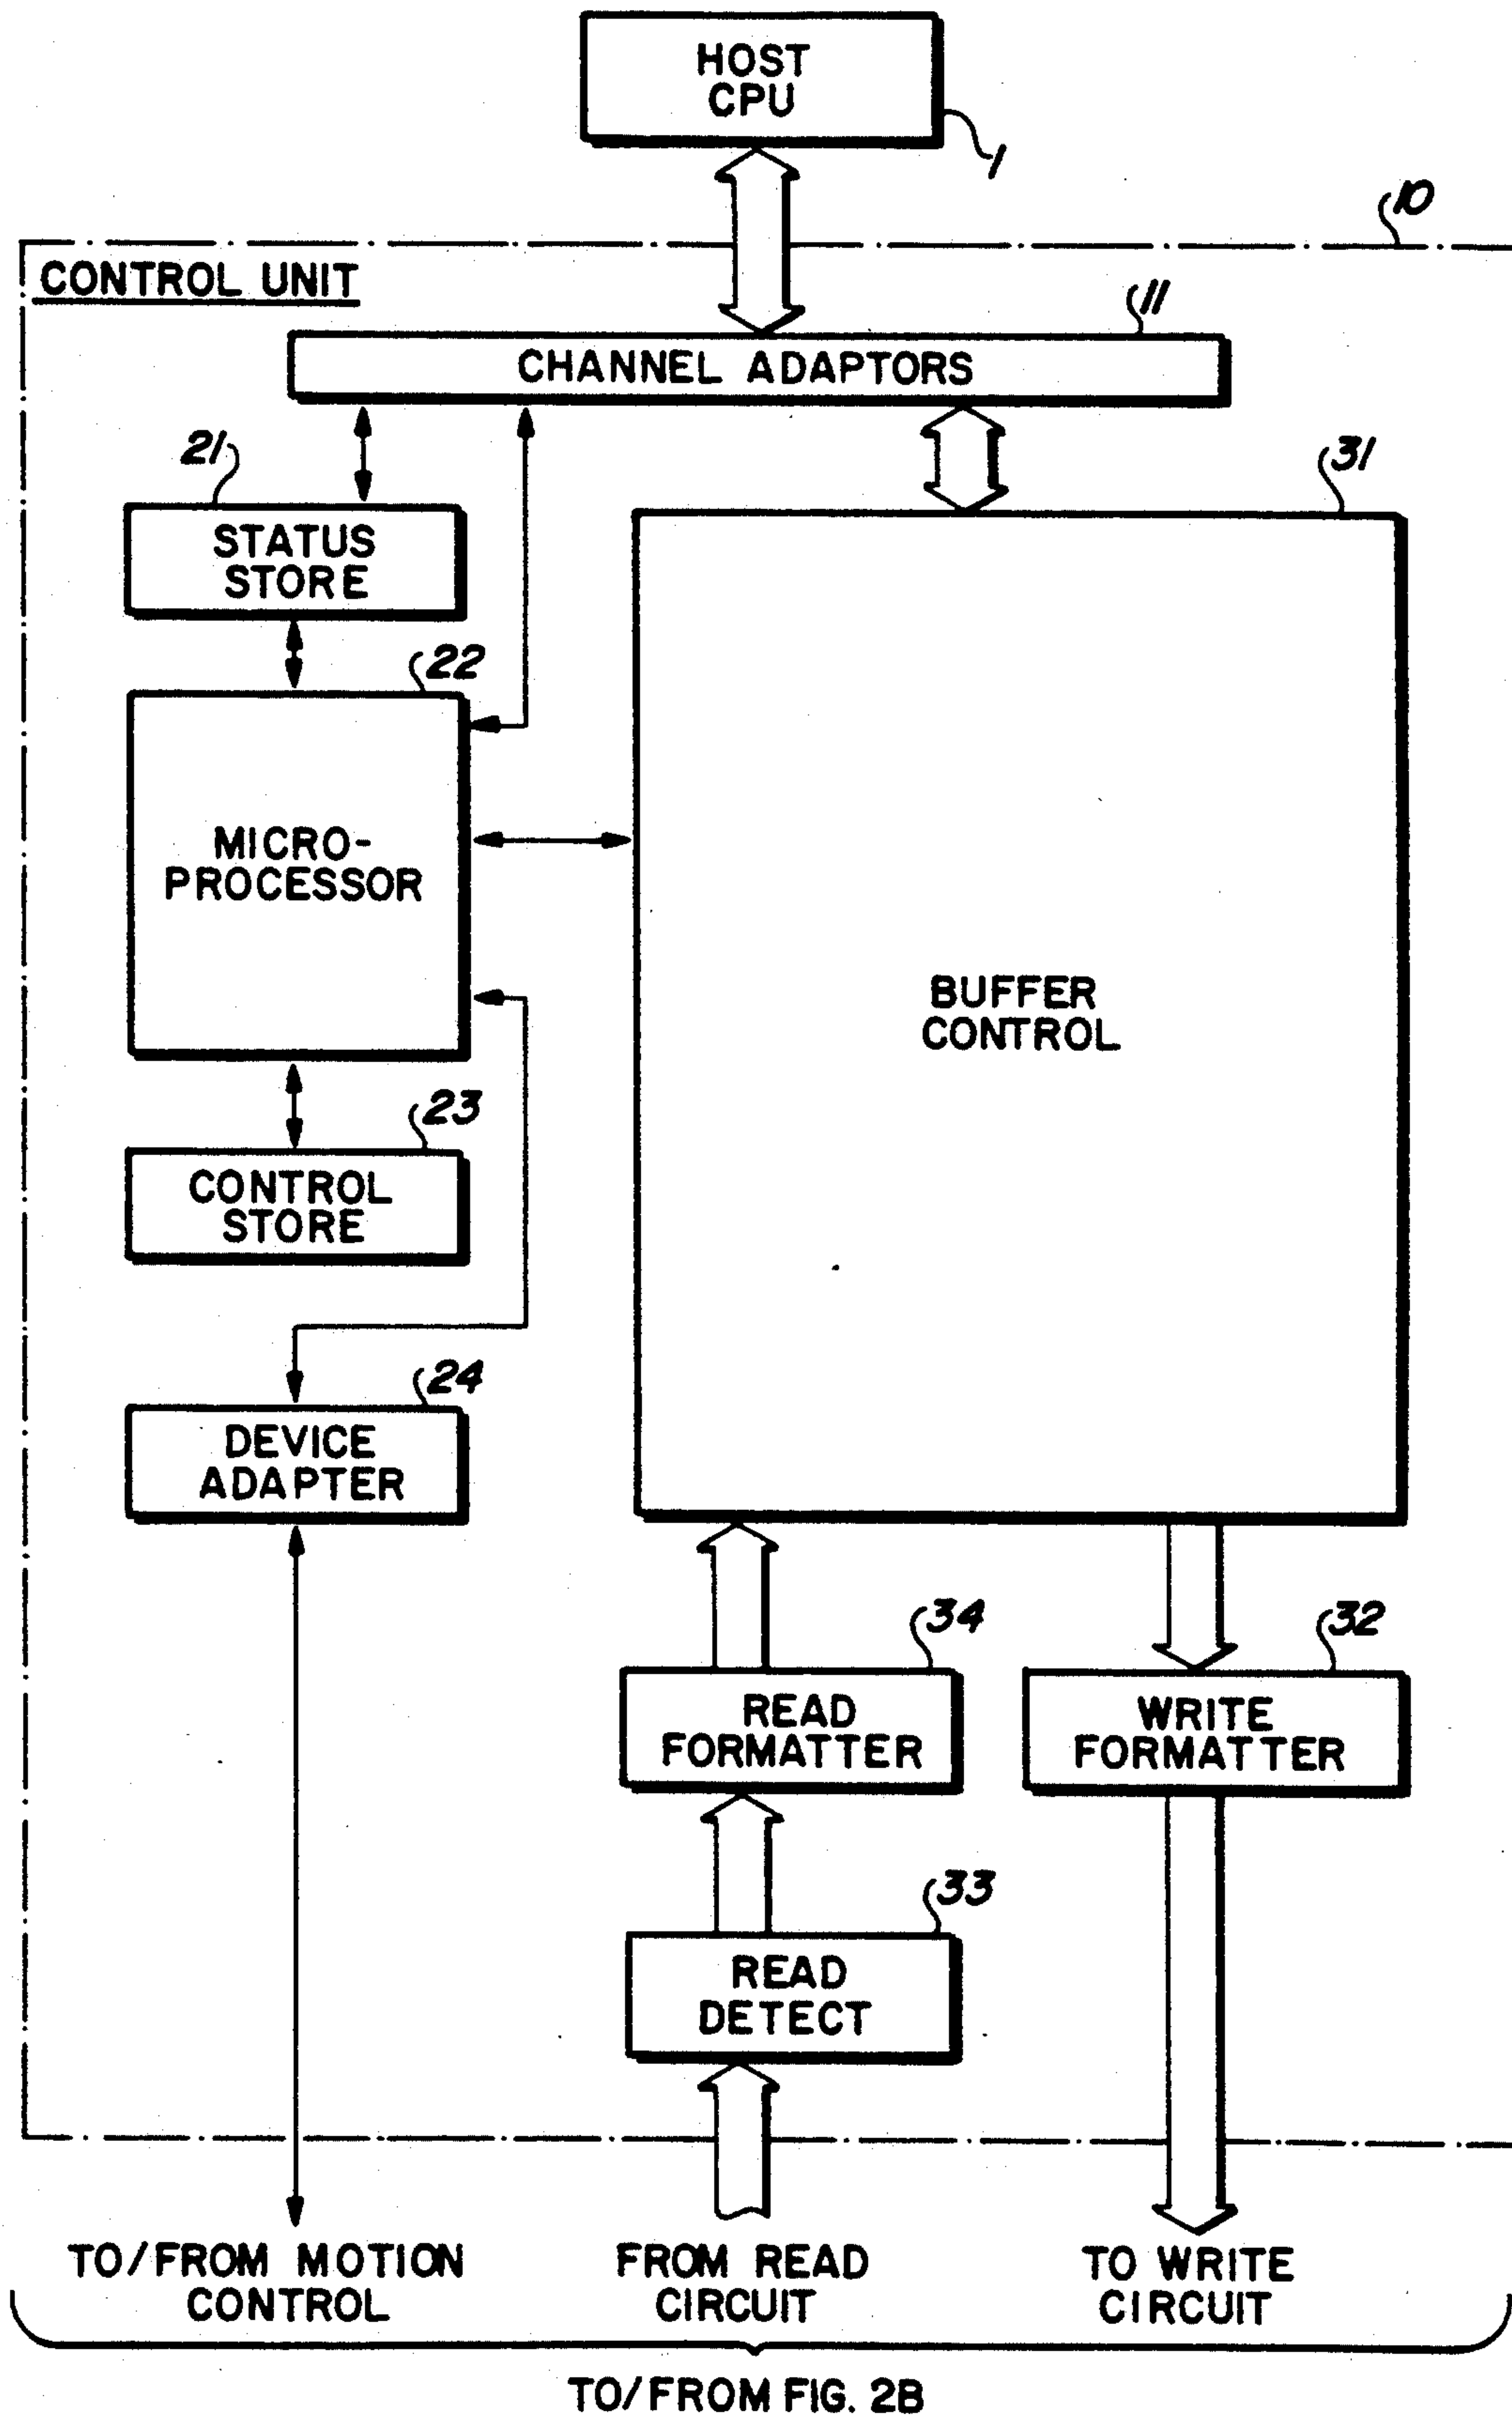 HOST
CPU
1
10
CONTROL UNIT
11
CHANNEL ADAPTORS
21
STATUS
STORE
31
22
MICRO-
PROCESSOR
BUFFER
CONTROL
23
CONTROL
STORE
24
DEVICE
ADAPTER
34
READ
FORMATTER
32
WRITE
FORMATTER
33
READ
DETECT
TO/FROM MOTION
CONTROL
FROM READ
CIRCUIT
TO WRITE
CIRCUIT
TO/FROM FIG. 2B